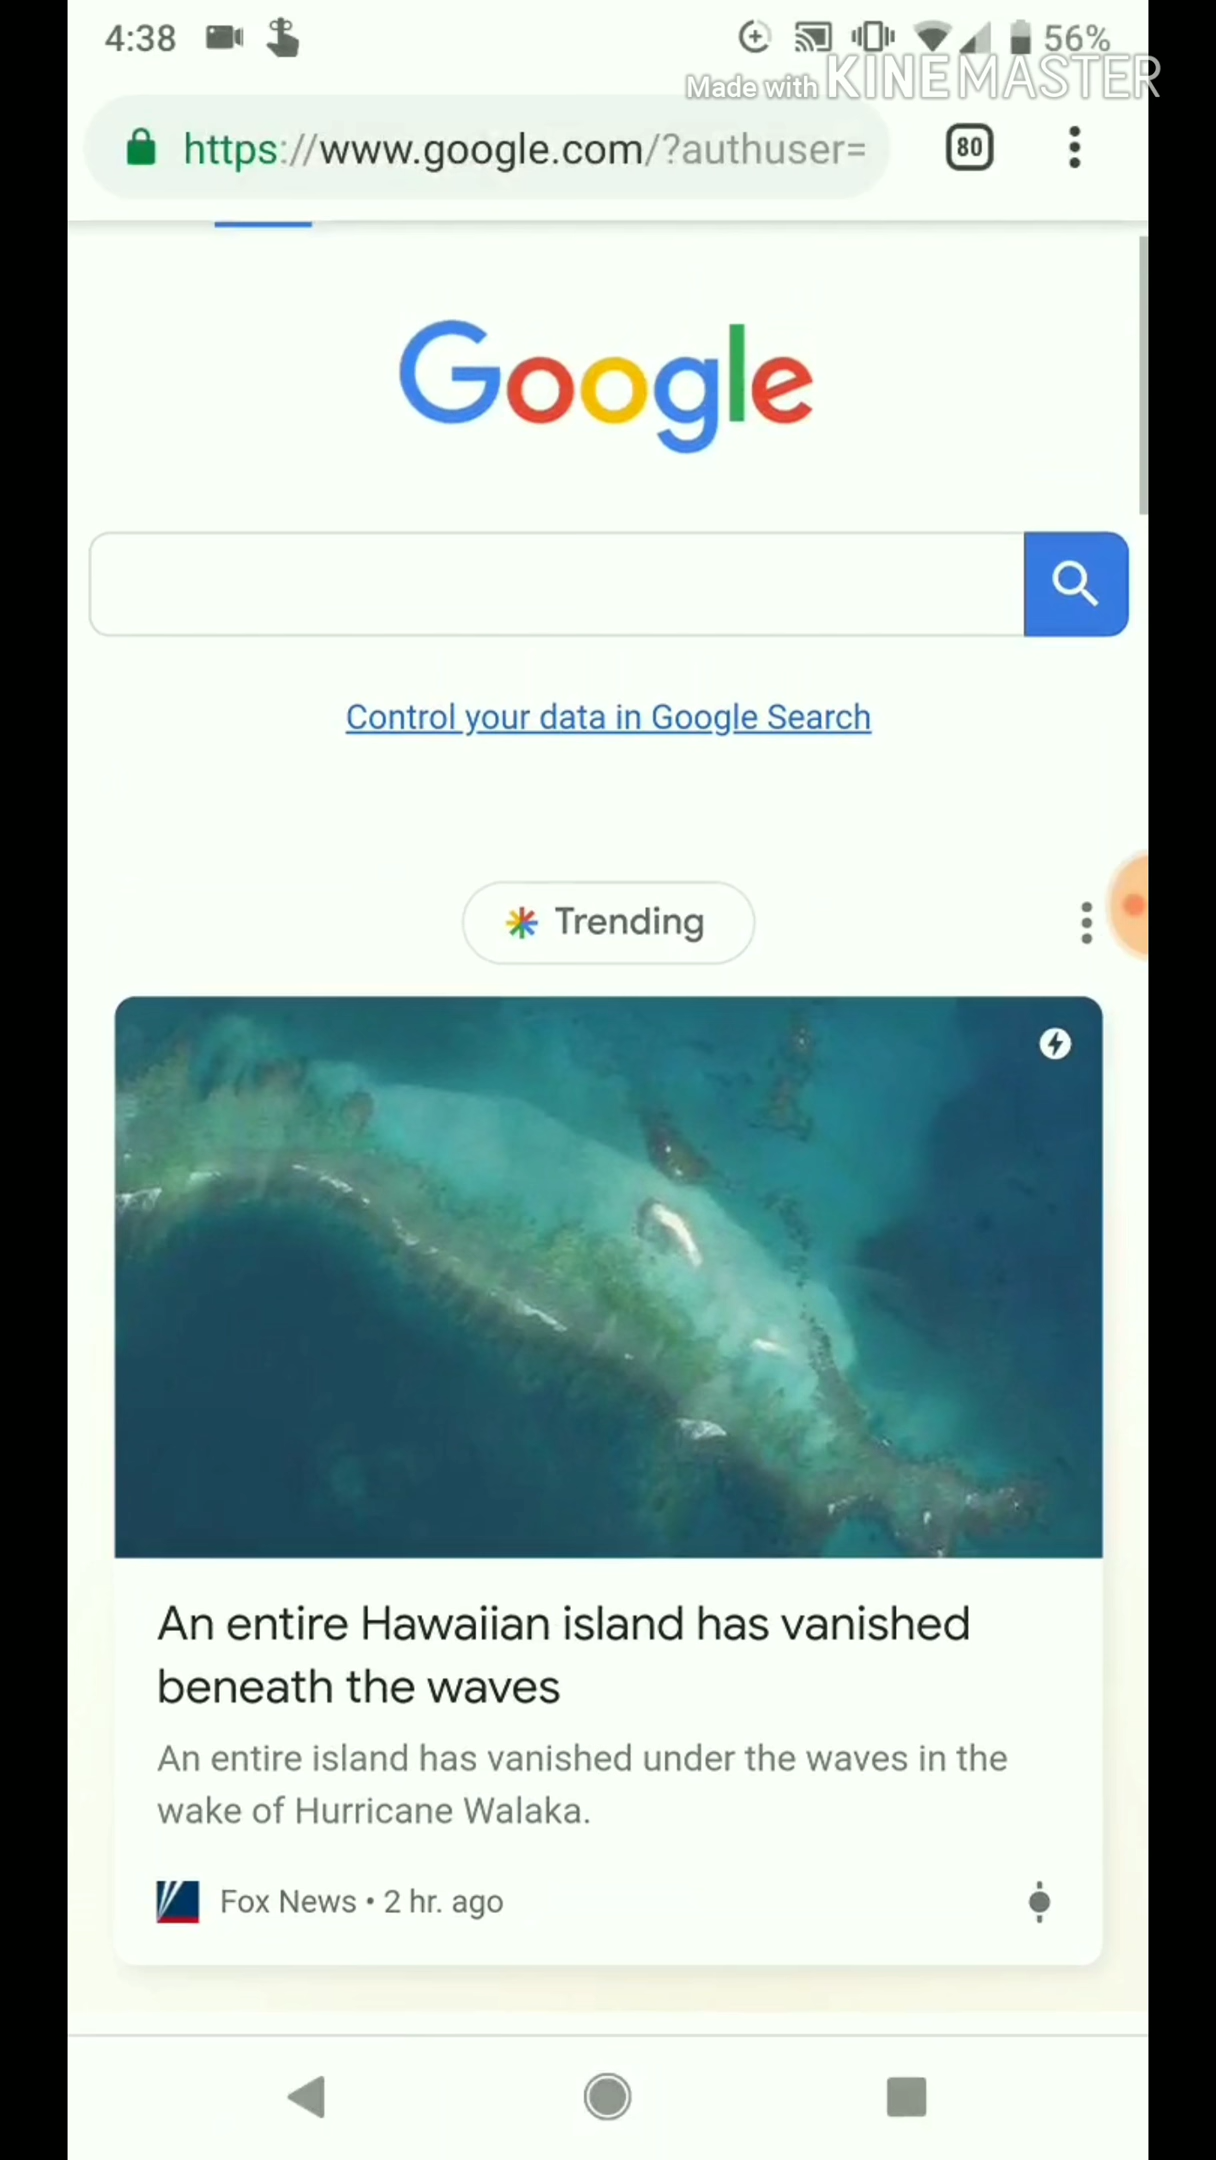 4:38
56%
Made with KINEMASTER
https://www.google.com/?authuser=
80
Google
Control your data in Google Search
Trending
An entire Hawaiian island has vanished
beneath the waves
An entire island has vanished under the waves in the
wake of Hurricane Walaka.
Fox News • 2 hr. ago